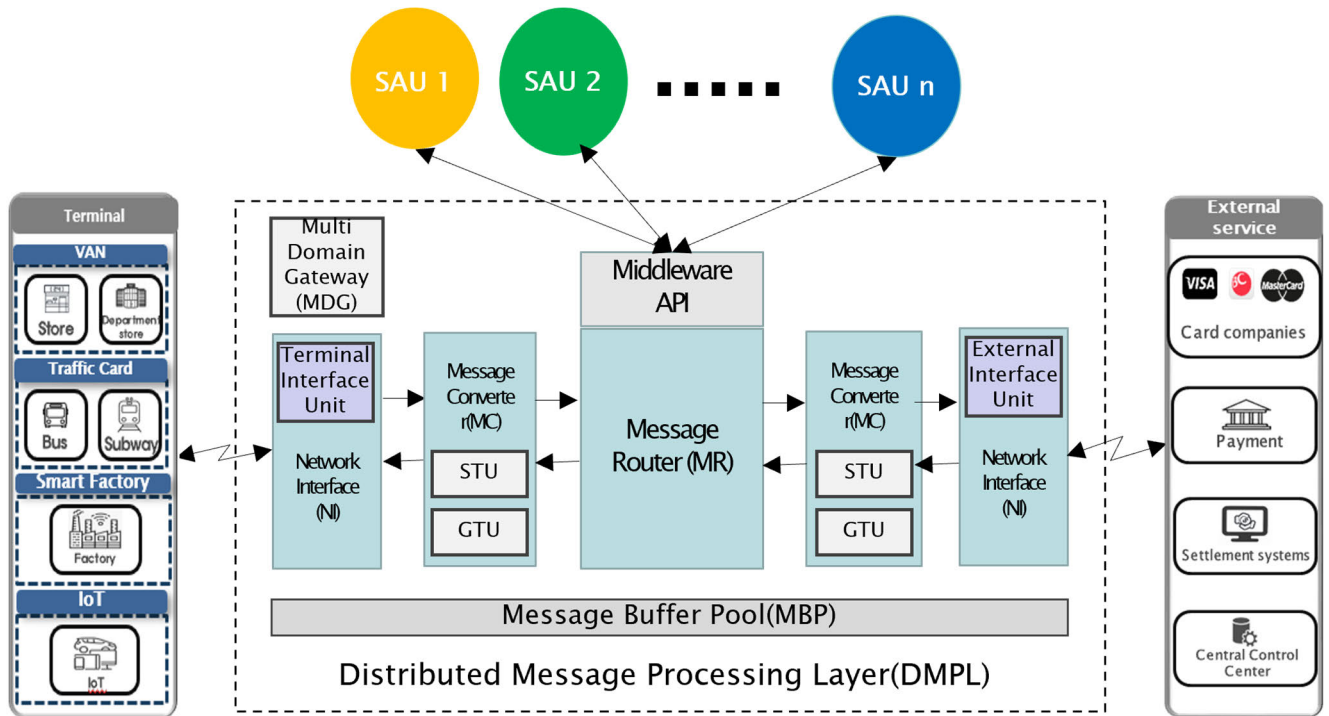 SAU 1
SAU 2
SAU n
Terminal
VAN
Store
Department
store
Traffic Card
Bus
Subway
Smart Factory
Factory
IoT
IoT
Multi
Domain
Gateway
(MDG)
Middleware
API
Terminal
Interface
Unit
Network
Interface
(NI)
Message
Converte
r(MC)
STU
GTU
Message
Router (MR)
Message
Converte
r(MC)
STU
GTU
External
Interface
Unit
Network
Interface
(NI)
Message Buffer Pool(MBP)
Distributed Message Processing Layer(DMPL)
External
service
VISA
BC
MasterCard
Card companies
Payment
Settlement systems
Central Control
Center